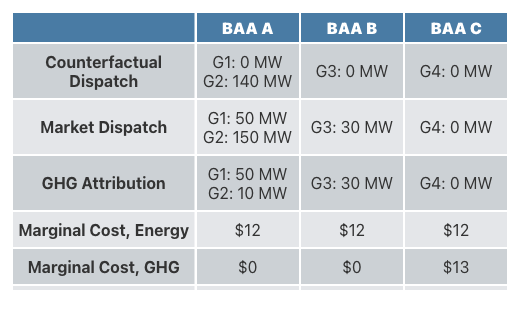 BAA A BAA B BAA C
Counterfactual
Dispatch
G1: 0 MW
G2: 140 MW
G3: 0 MW
G4: 0 MW
Market Dispatch
G1: 50 MW
G2: 150 MW
G3: 30 MW
G4: 0 MW
GHG Attribution
G1: 50 MW
G2: 10 MW
G3: 30 MW
G4: 0 MW
Marginal Cost, Energy $12 $12 $12
Marginal Cost, GHG $0 $0 $13